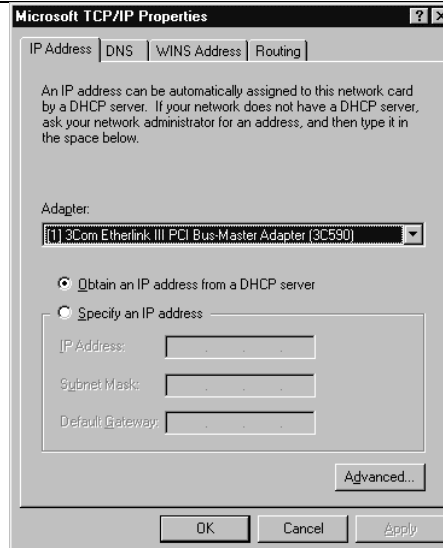 Microsoft TCP/IP Properties
IP Address DNS WINS Address Routing
An IP address can be automatically assigned to this network card
by a DHCP server. If your network does not have a DHCP server,
ask your network administrator for an address, and then type it in
the space below.
Adapter:
[1] 3Com Etherlink III PCI Bus-Master Adapter (3C590)
Obtain an IP address from a DHCP server
Specify an IP address
IP Address:
Subnet Mask:
Default Gateway:
Advanced...
OK Cancel Apply